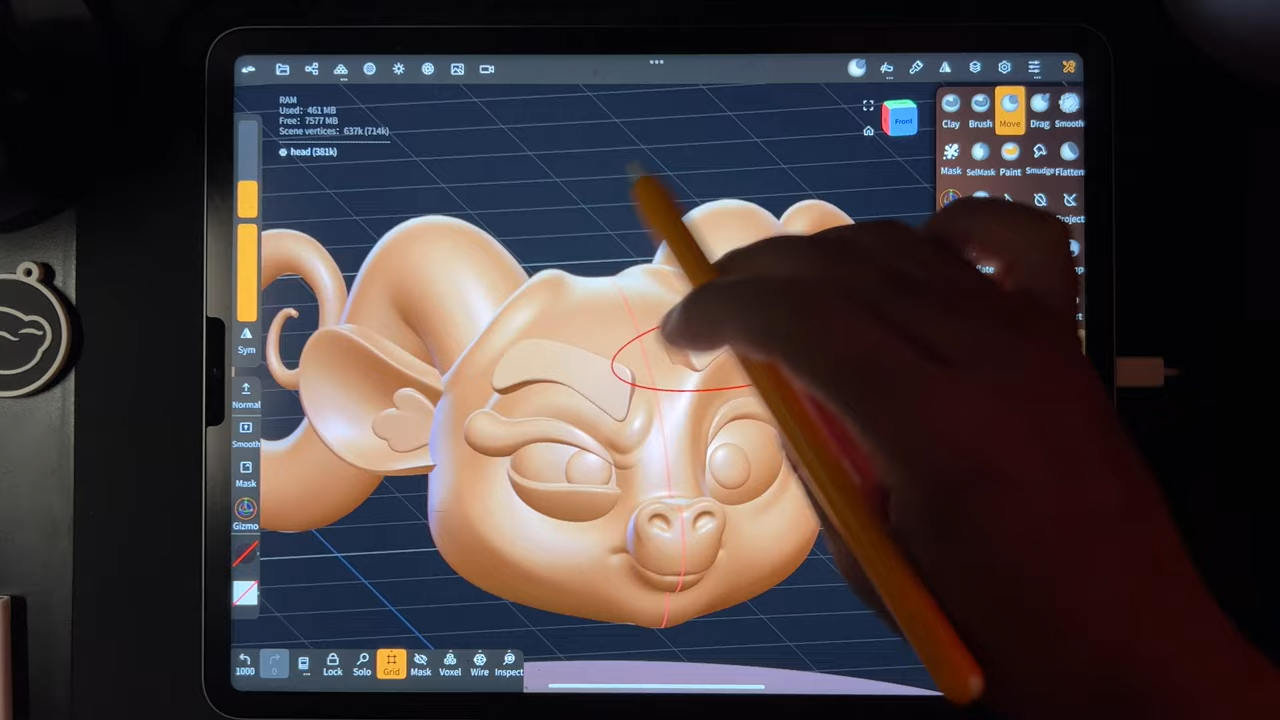 RAM
Used: 461 MB
Free: 7577 MB
Scene vertices: 637k (714k)
head (381k)
Front
Clay Brush Move Drag Smooth
Mask SelMask Paint Smudge Flatten
Sym
Normal
Smooth
Mask
Gizmo
1000 0 Lock Solo Grid Mask Voxel Wire Inspect